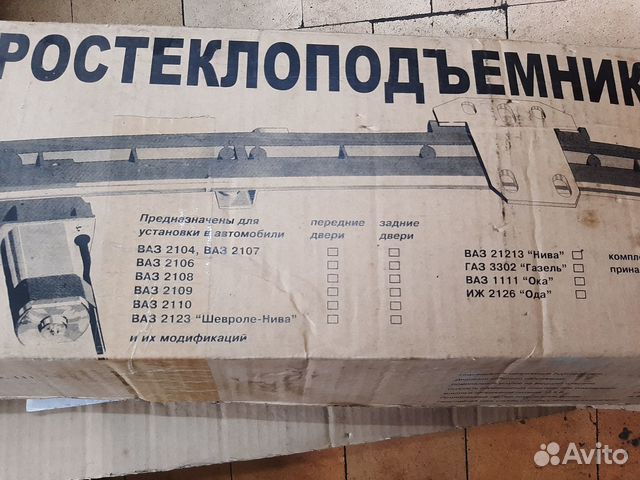 РОСТЕКЛОПОДЪЕМНИК
Предназначены для
установки в автомобили
передние
двери
задние
двери
ВАЗ 2104, ВАЗ 2107
ВАЗ 2106
ВАЗ 2108
ВАЗ 2109
ВАЗ 2110
ВАЗ 2123 "Шевроле-Нива"
и их модификаций
ВАЗ 21213 "Нива"
ГАЗ 3302 "Газель"
ВАЗ 1111 "Ока"
ИЖ 2126 "Ода"
компл
прина
Avito